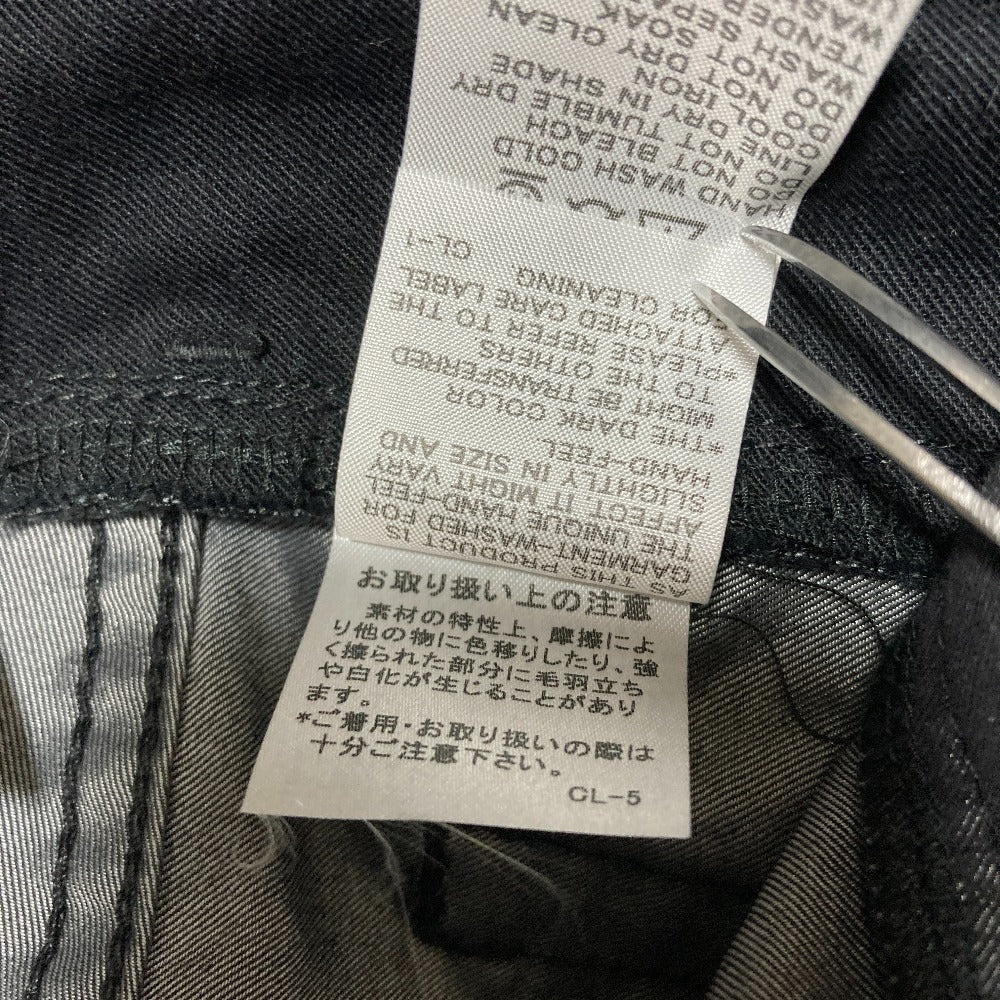 AS THIS PRODUCT IS
GARMENT-WASHED FOR
THE UNIQUE HAND-FEEL
AFFECT IT MIGHT VARY
SLIGHTLY IN SIZE AND
HAND-FEEL
*THE DARK COLOR
MIGHT BE TRANSFERRED
TO THE OTHERS
*PLEASE REFER TO THE
ATTACHED CARE LABEL
FOR CLEANING
CL-1
HAND WASH COLD
DO NOT BLEACH
DO NOT TUMBLE DRY
DRY IN SHADE
IRON
DO NOT DRY CLEAN
DO NOT SOAK
WASH
お取り扱い上の注意
素材の特性上、摩擦によ
り他の物に色移りしたり、強
く擦られた部分に毛羽立ち
や白化が生じることがあり
ます。
*ご着用・お取り扱いの際は
十分ご注意下さい。
CL-5